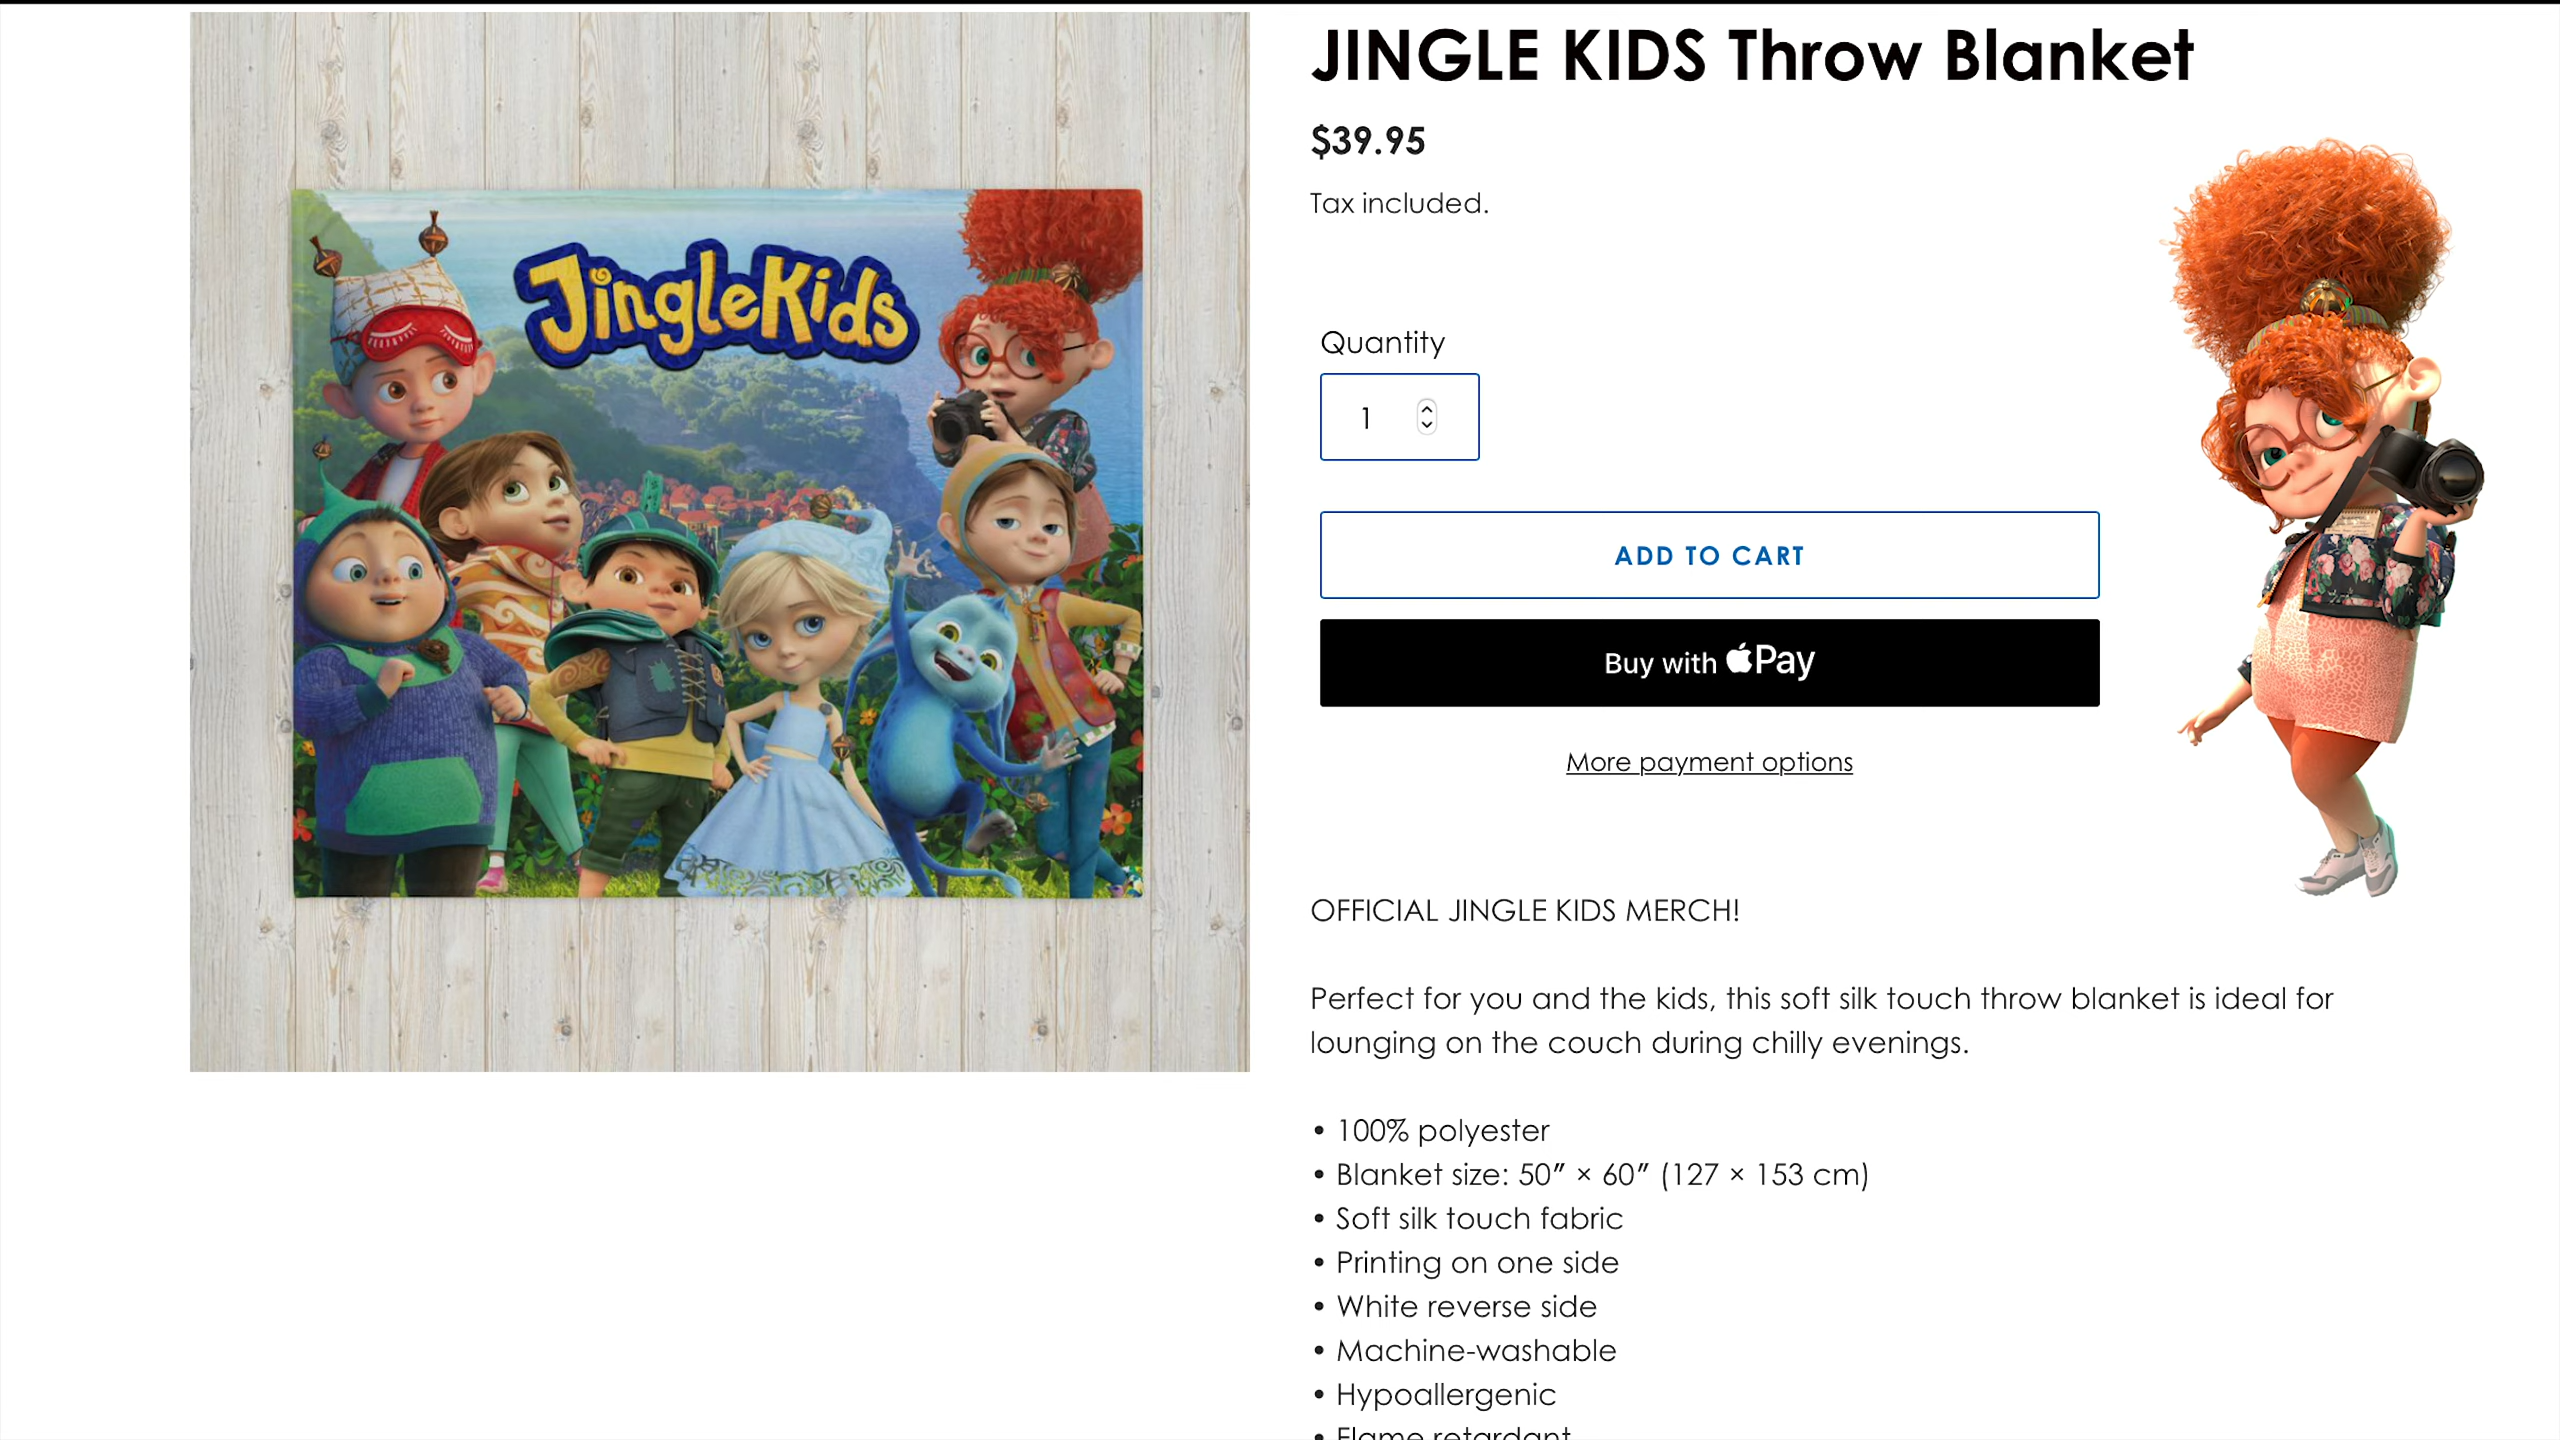 JINGLE KIDS Throw Blanket
$39.95
Tax included.
JingleKids
Quantity
1
ADD TO CART
Buy with Pay
More payment options
OFFICIAL JINGLE KIDS MERCH!
Perfect for you and the kids, this soft silk touch throw blanket is ideal for
lounging on the couch during chilly evenings.
• 100% polyester
• Blanket size: 50″ × 60″ (127 × 153 cm)
• Soft silk touch fabric
• Printing on one side
• White reverse side
• Machine-washable
• Hypoallergenic
• Flame retardant